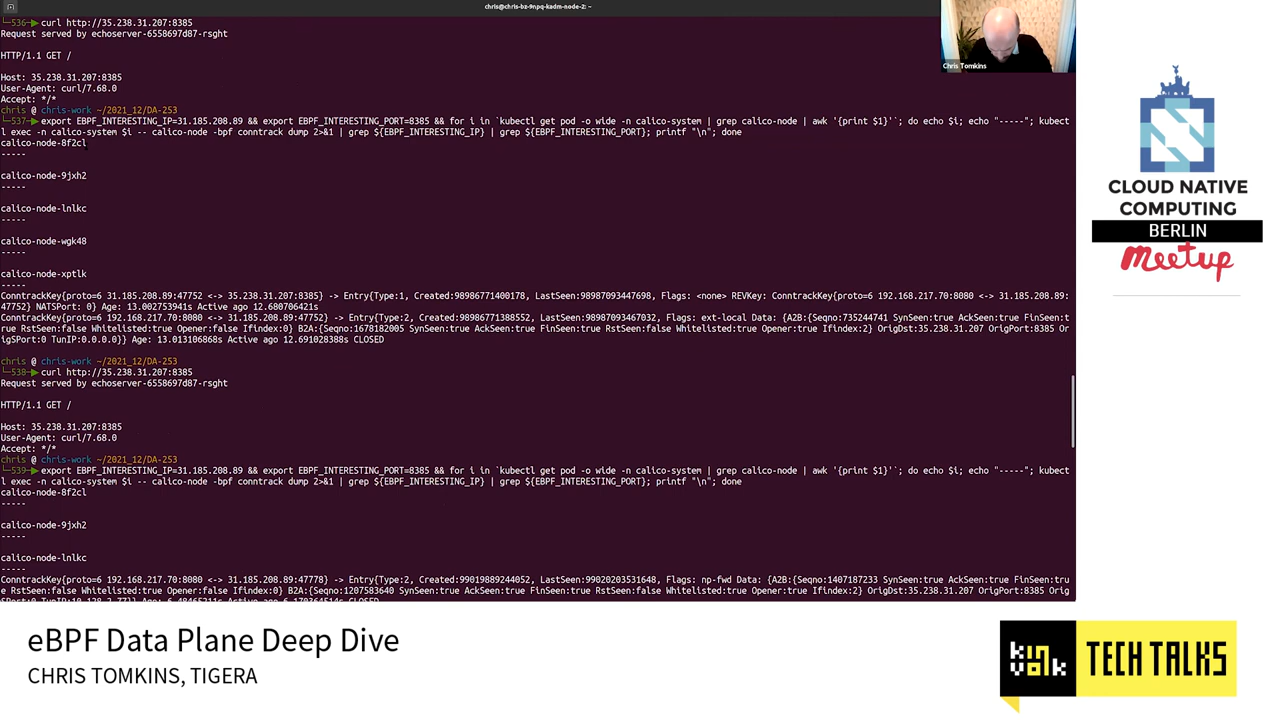 chris@chris-bz-9npq-kadm-node-2: ~
└─536─▶curl http://35.238.31.207:8385
Request served by echoserver-6558697d87-rsght
HTTP/1.1 GET /
Host: 35.238.31.207:8385
User-Agent: curl/7.68.0
Accept: */*
chris @ chris-work ~/2021_12/DA-253
└─537─▶export EBPF_INTERESTING_IP=31.185.208.89 && export EBPF_INTERESTING_PORT=8385 && for i in `kubectl get pod -o wide -n calico-system | grep calico-node | awk '{print $1}'`; do echo $i; echo "-----"; kubect
l exec -n calico-system $i -- calico-node -bpf conntrack dump 2>&1 | grep ${EBPF_INTERESTING_IP} | grep ${EBPF_INTERESTING_PORT}; printf "\n"; done
calico-node-8f2cl
-----
calico-node-9jxh2
-----
calico-node-lnlkc
-----
calico-node-wgk48
-----
calico-node-xptlk
-----
ConntrackKey{proto=6 31.185.208.89:47752 <-> 35.238.31.207:8385} -> Entry{Type:1, Created:98986771400178, LastSeen:98987093447698, Flags: <none> REVKey: ConntrackKey{proto=6 192.168.217.70:8080 <-> 31.185.208.89:
47752} NATSPort: 0} Age: 13.002753941s Active ago 12.680706421s
ConntrackKey{proto=6 192.168.217.70:8080 <-> 31.185.208.89:47752} -> Entry{Type:2, Created:98986771388552, LastSeen:98987093467032, Flags: ext-local Data: {A2B:{Seqno:735244741 SynSeen:true AckSeen:true FinSeen:t
rue RstSeen:false Whitelisted:true Opener:false Ifindex:0} B2A:{Seqno:1678182005 SynSeen:true AckSeen:true FinSeen:true RstSeen:false Whitelisted:true Opener:true Ifindex:2} OrigDst:35.238.31.207 OrigPort:8385 Or
igSPort:0 TunIP:0.0.0.0}} Age: 13.013106868s Active ago 12.691028388s CLOSED
chris @ chris-work ~/2021_12/DA-253
└─538─▶curl http://35.238.31.207:8385
Request served by echoserver-6558697d87-rsght
HTTP/1.1 GET /
Host: 35.238.31.207:8385
User-Agent: curl/7.68.0
Accept: */*
chris @ chris-work ~/2021_12/DA-253
└─539─▶export EBPF_INTERESTING_IP=31.185.208.89 && export EBPF_INTERESTING_PORT=8385 && for i in `kubectl get pod -o wide -n calico-system | grep calico-node | awk '{print $1}'`; do echo $i; echo "-----"; kubect
l exec -n calico-system $i -- calico-node -bpf conntrack dump 2>&1 | grep ${EBPF_INTERESTING_IP} | grep ${EBPF_INTERESTING_PORT}; printf "\n"; done
calico-node-8f2cl
-----
calico-node-9jxh2
-----
calico-node-lnlkc
-----
ConntrackKey{proto=6 192.168.217.70:8080 <-> 31.185.208.89:47778} -> Entry{Type:2, Created:99019889244052, LastSeen:99020203531648, Flags: np-fwd Data: {A2B:{Seqno:1407187233 SynSeen:true AckSeen:true FinSeen:tru
e RstSeen:false Whitelisted:true Opener:false Ifindex:0} B2A:{Seqno:1207583640 SynSeen:true AckSeen:true FinSeen:true RstSeen:false Whitelisted:true Opener:true Ifindex:2} OrigDst:35.238.31.207 OrigPort:8385 Orig
Chris Tomkins
CLOUD NATIVE
COMPUTING
BERLIN
meetup
eBPF Data Plane Deep Dive
CHRIS TOMKINS, TIGERA
kinvolk
TECH TALKS